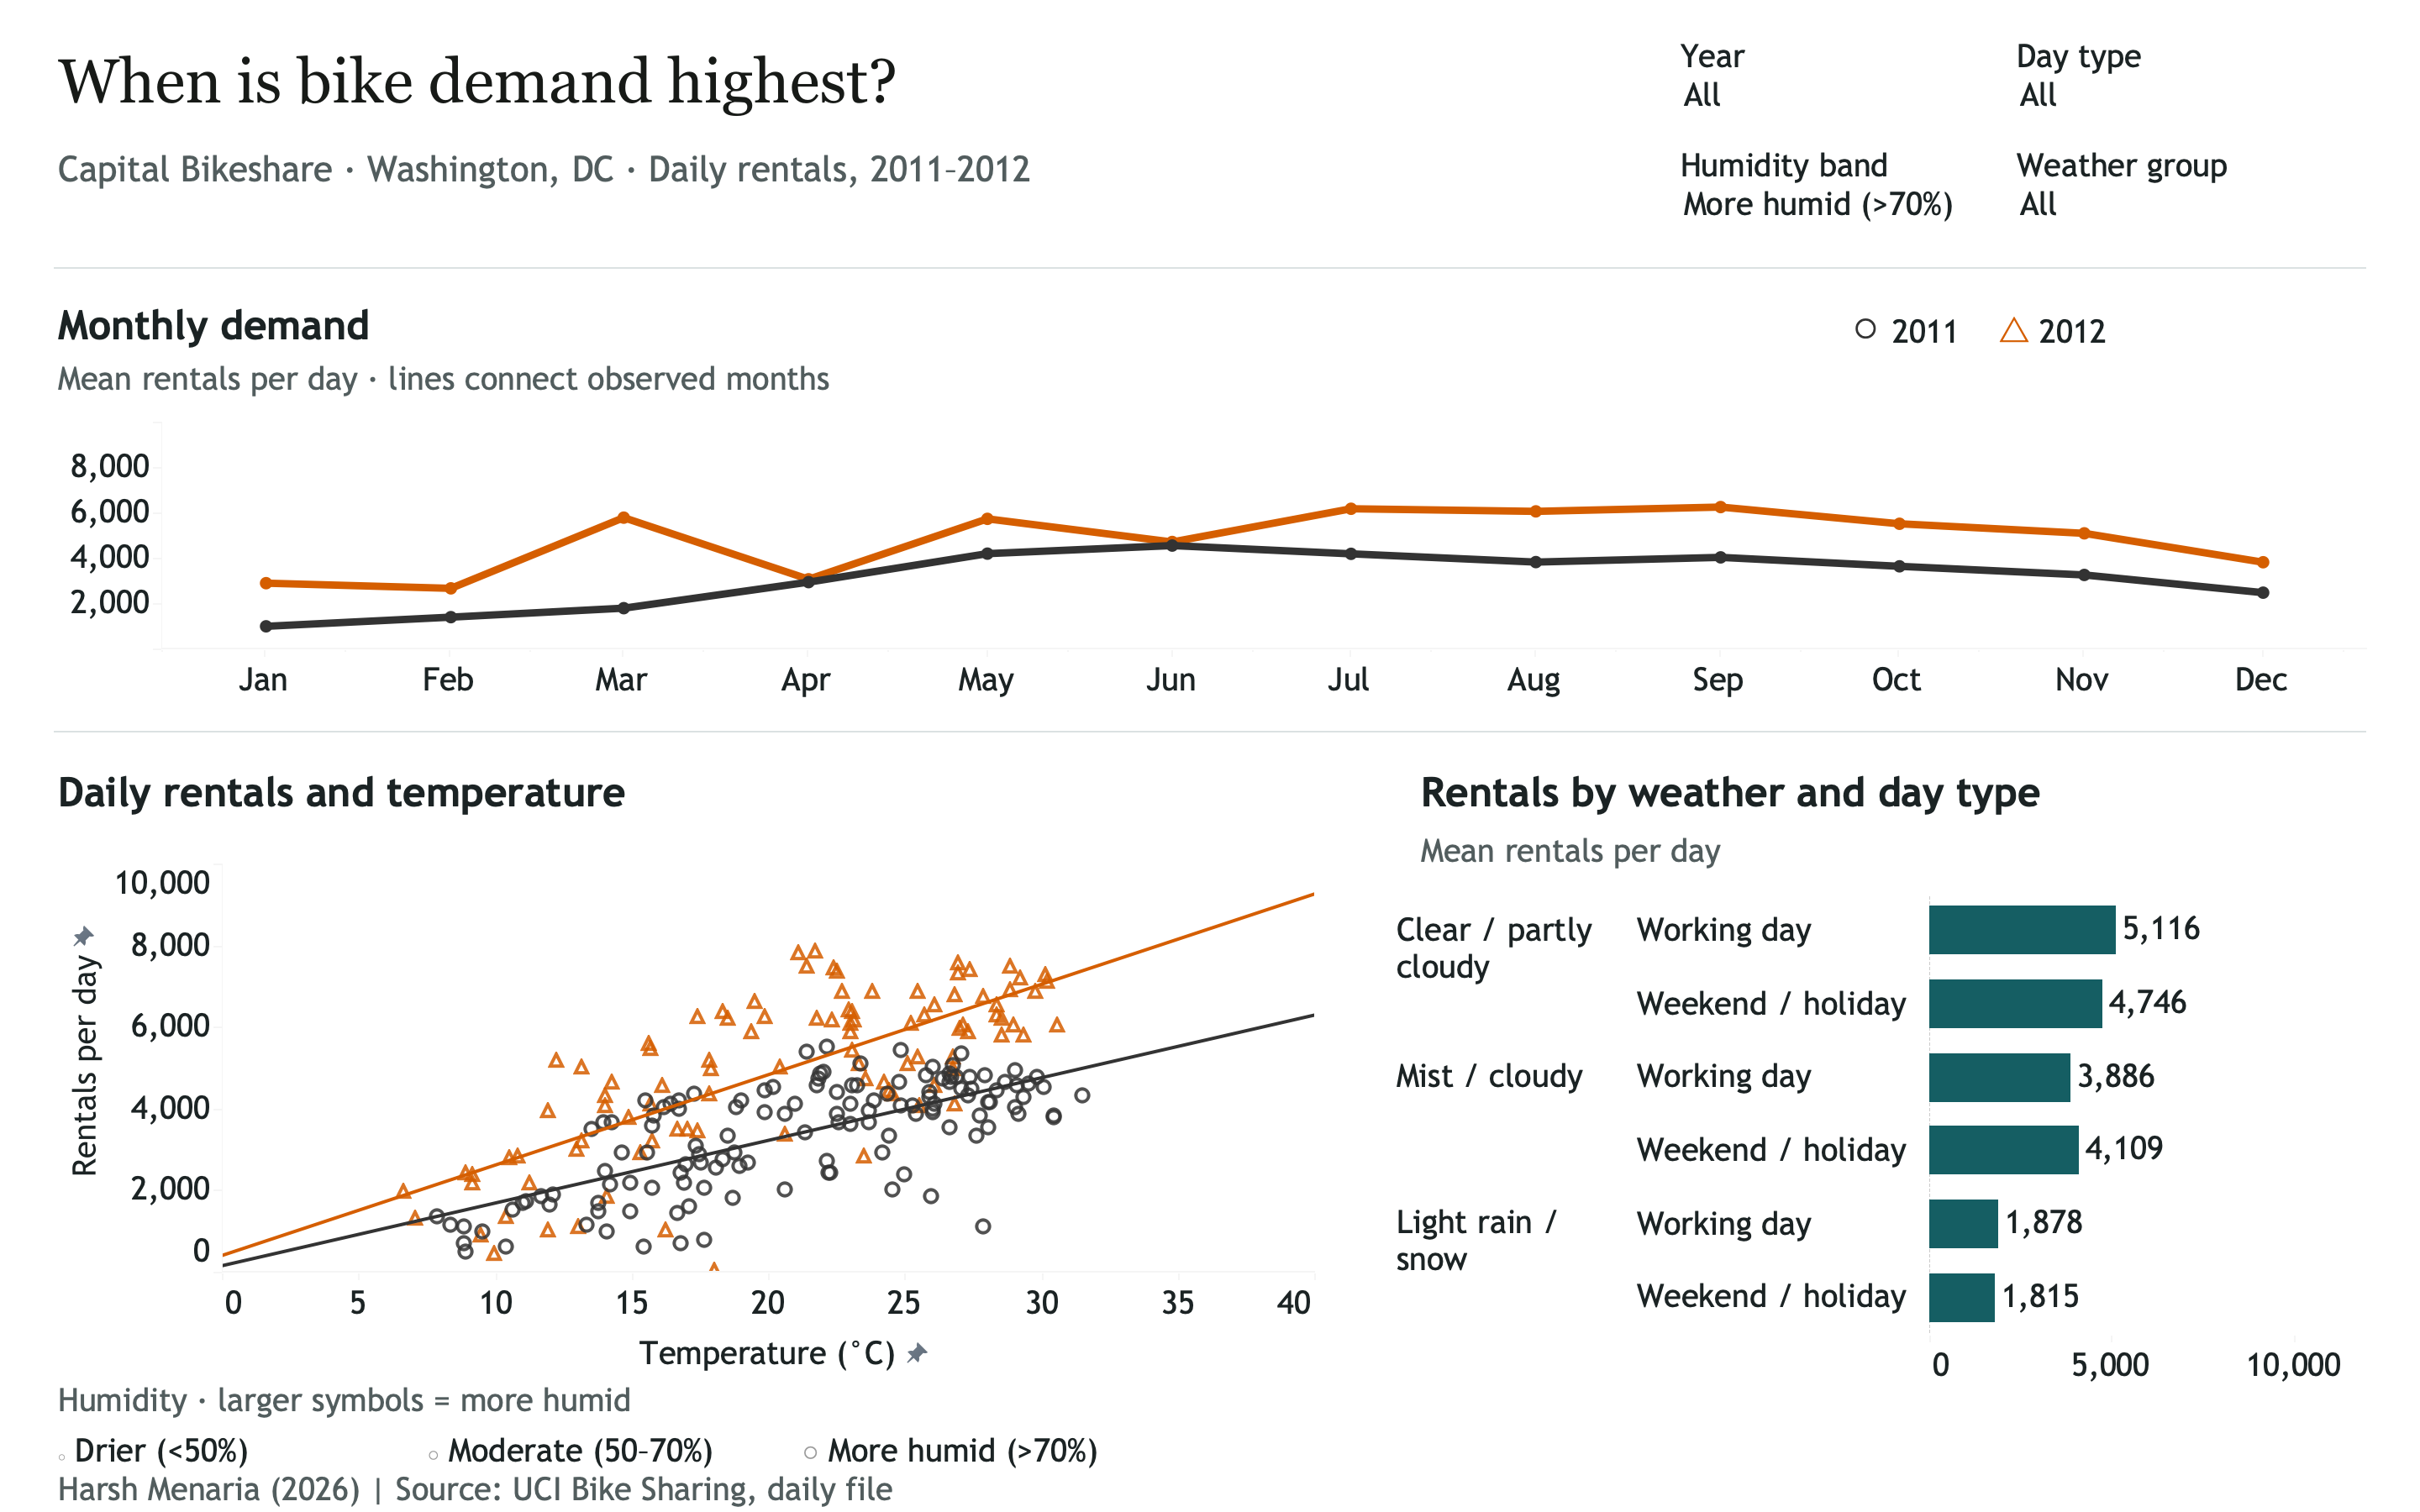 When is bike demand highest?
Capital Bikeshare · Washington, DC · Daily rentals, 2011–2012
Year
All
Day type
All
Humidity band
More humid (>70%)
Weather group
All
Monthly demand
Mean rentals per day · lines connect observed months
2011
2012
8,000
6,000
4,000
2,000
Jan Feb Mar Apr May Jun Jul Aug Sep Oct Nov Dec
Daily rentals and temperature
Rentals per day
10,000
8,000
6,000
4,000
2,000
0
0 5 10 15 20 25 30 35 40
Temperature (°C)
Humidity · larger symbols = more humid
Drier (<50%) Moderate (50–70%) More humid (>70%)
Harsh Menaria (2026) | Source: UCI Bike Sharing, daily file
Rentals by weather and day type
Mean rentals per day
Clear / partly
cloudy
Working day 5,116
Weekend / holiday 4,746
Mist / cloudy
Working day 3,886
Weekend / holiday 4,109
Light rain /
snow
Working day 1,878
Weekend / holiday 1,815
0 5,000 10,000